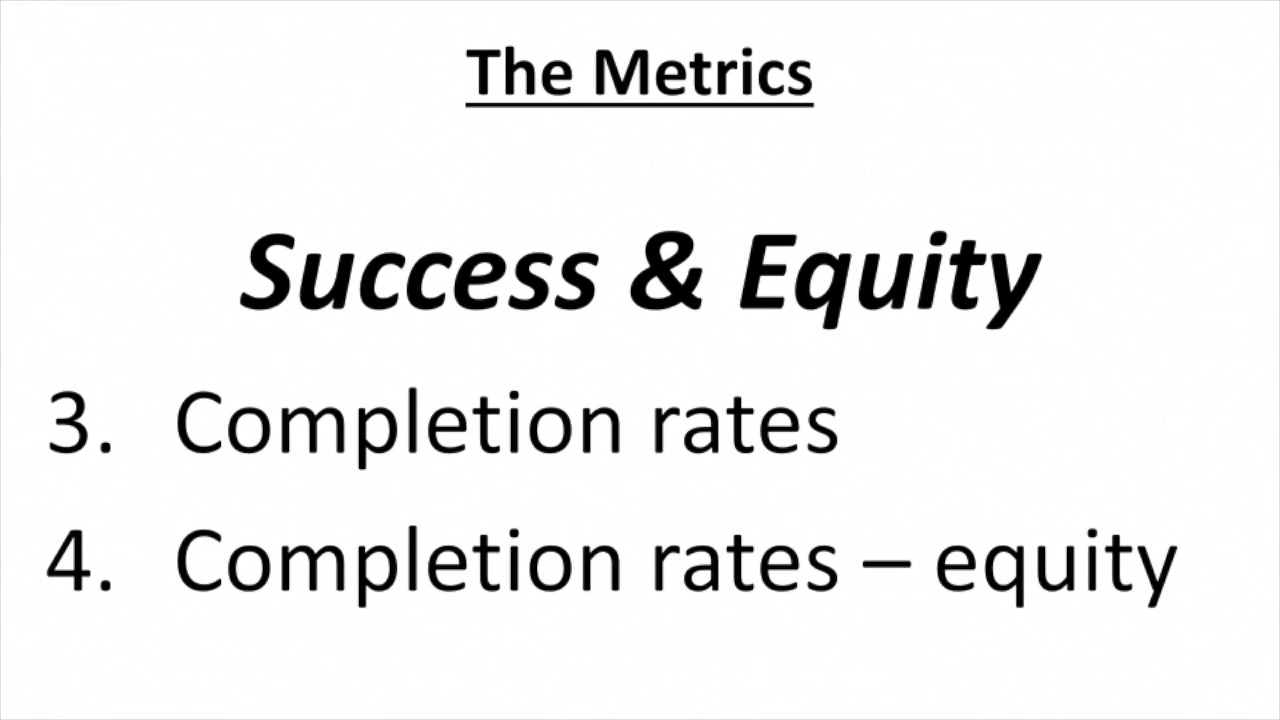 The Metrics
Success & Equity
3. Completion rates
4. Completion rates – equity